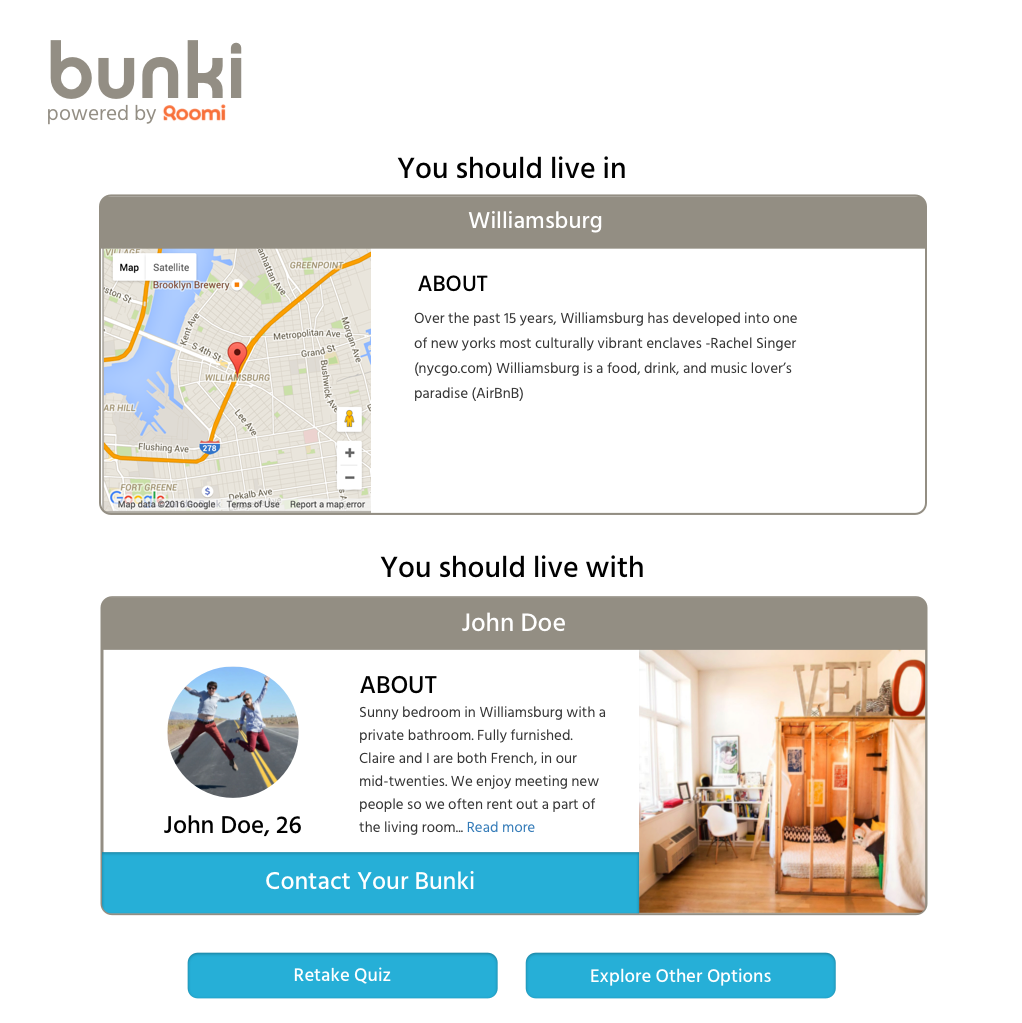 bunki
powered by Roomi
You should live in
Williamsburg
Map Satellite
GREENPOINT
Manhattan Ave
Brooklyn Brewery
Kent Ave
Metropolitan Ave
Morgan Ave
S 4th St
Grand St
WILLIAMSBURG
Bushwick Ave
Lee Ave
Flushing Ave
278
FORT GREENE
Dekalb Ave
Google
Map data ©2016 Google Terms of Use Report a map error
ABOUT
Over the past 15 years, Williamsburg has developed into one
of new yorks most culturally vibrant enclaves -Rachel Singer
(nycgo.com) Williamsburg is a food, drink, and music lover's
paradise (AirBnB)
You should live with
John Doe
John Doe, 26
ABOUT
Sunny bedroom in Williamsburg with a
private bathroom. Fully furnished.
Claire and I are both French, in our
mid-twenties. We enjoy meeting new
people so we often rent out a part of
the living room... Read more
VELO
Contact Your Bunki
Retake Quiz
Explore Other Options